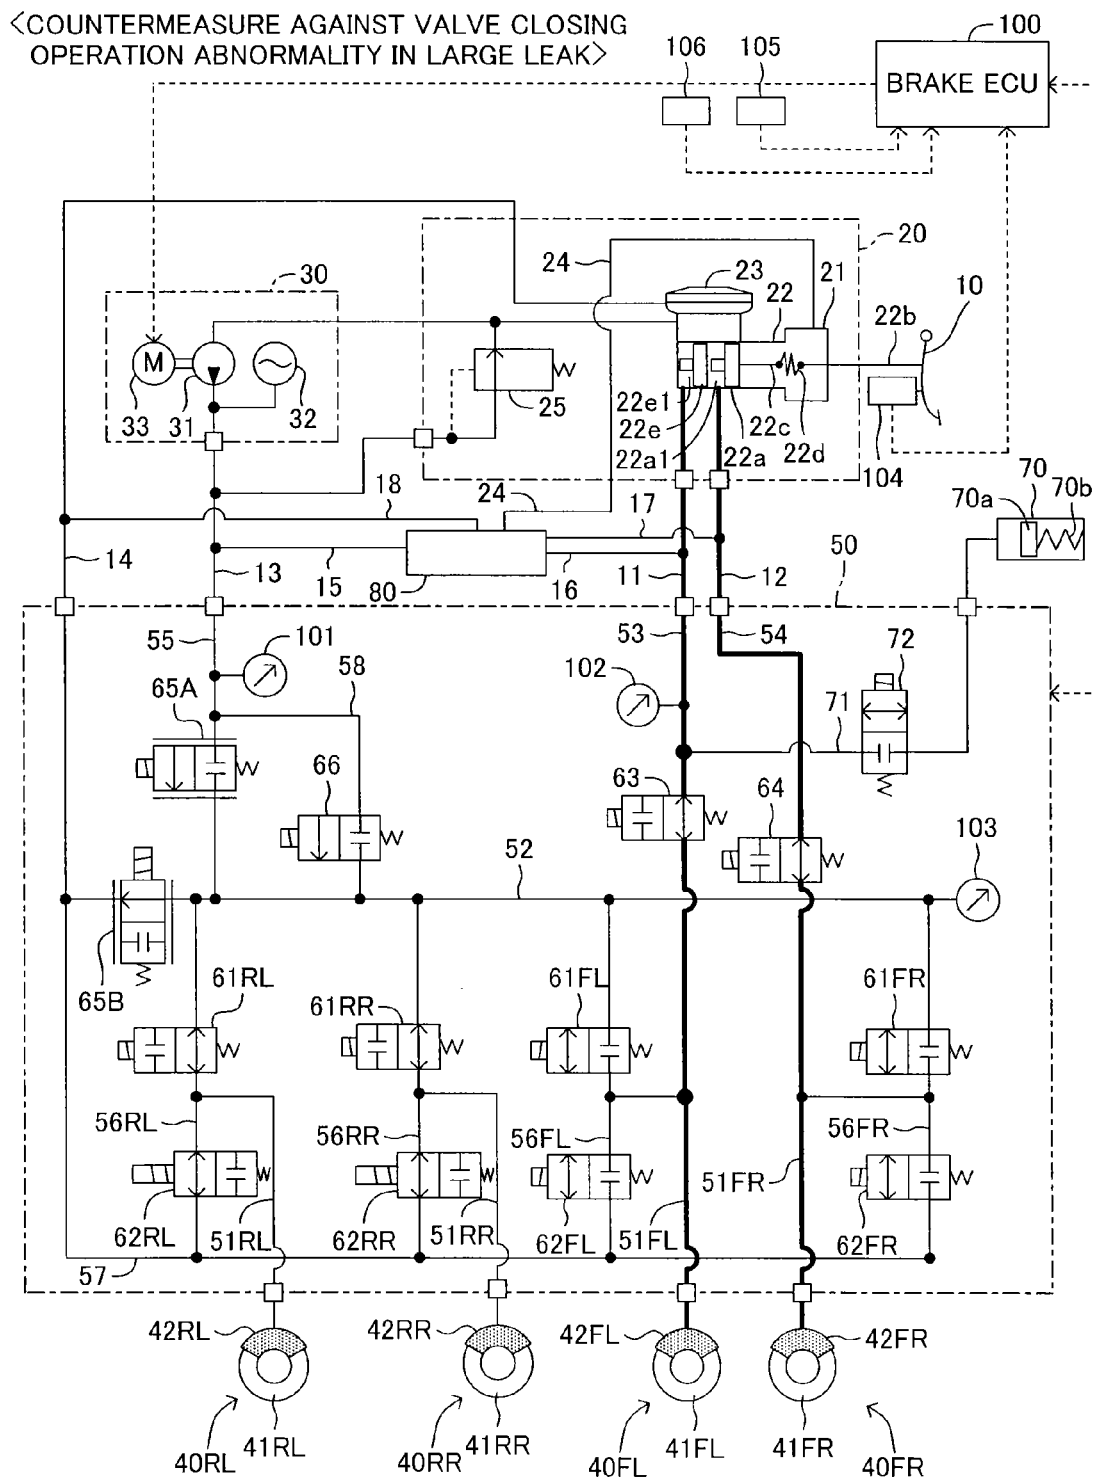 <COUNTERMEASURE AGAINST VALVE CLOSING
OPERATION ABNORMALITY IN LARGE LEAK>
106
105
100
BRAKE ECU
20
24
23
21
22
10
22b
30
M
33
31
32
25
22e1
22e
22a1
22a
22c
22d
104
70
70a
70b
18
24
17
14
13
15
80
16
11
12
50
55
101
53
54
72
58
102
65A
71
66
63
64
103
52
65B
61RL
61RR
61FL
61FR
56RL
56RR
56FL
56FR
51FR
62RL
51RL
62RR
51RR
62FL
51FL
62FR
57
42RL
42RR
42FL
42FR
40RL
41RL
40RR
41RR
40FL
41FL
41FR
40FR